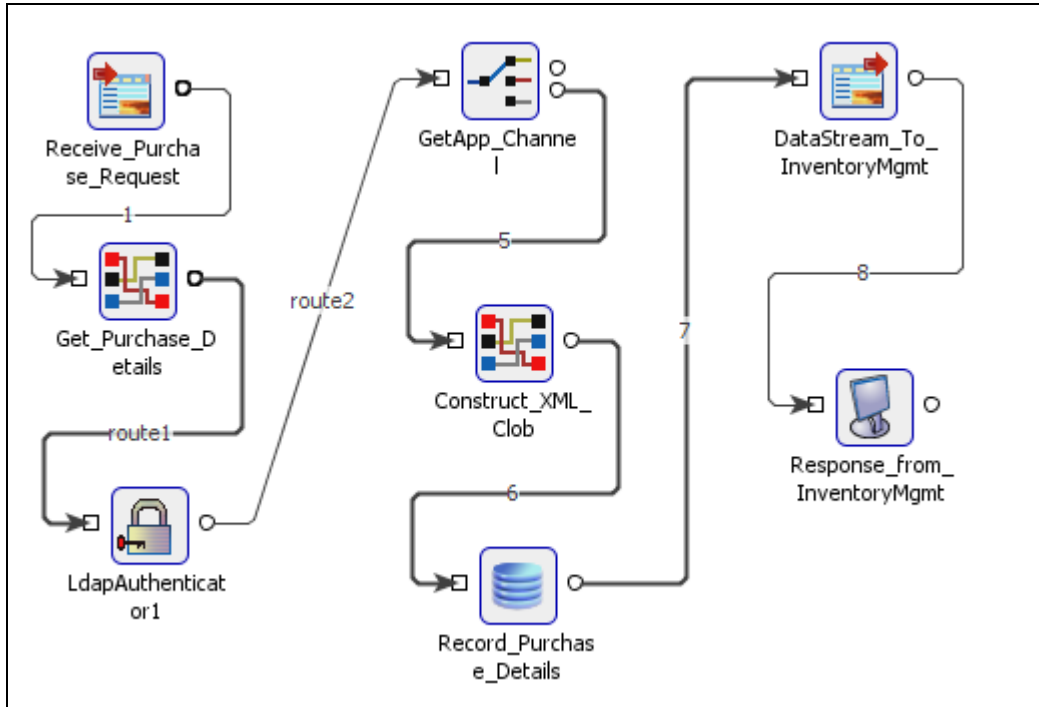 Receive_Purcha
se_Request
1
Get_Purchase_D
etails
route1
LdapAuthenticat
or1
route2
GetApp_Channe
l
5
Construct_XML_
Clob
6
Record_Purchas
e_Details
7
DataStream_To_
InventoryMgmt
8
Response_from_
InventoryMgmt